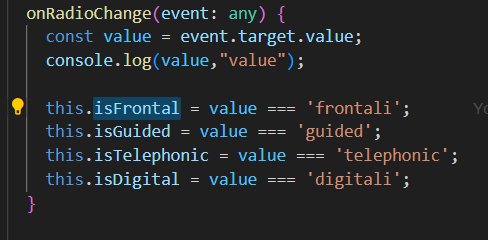 onRadioChange(event: any) {
const value = event.target.value;
console.log(value,"value");
this.isFrontal = value === 'frontali';
this.isGuided = value === 'guided';
this.isTelephonic = value === 'telephonic';
this.isDigital = value === 'digitali';
}